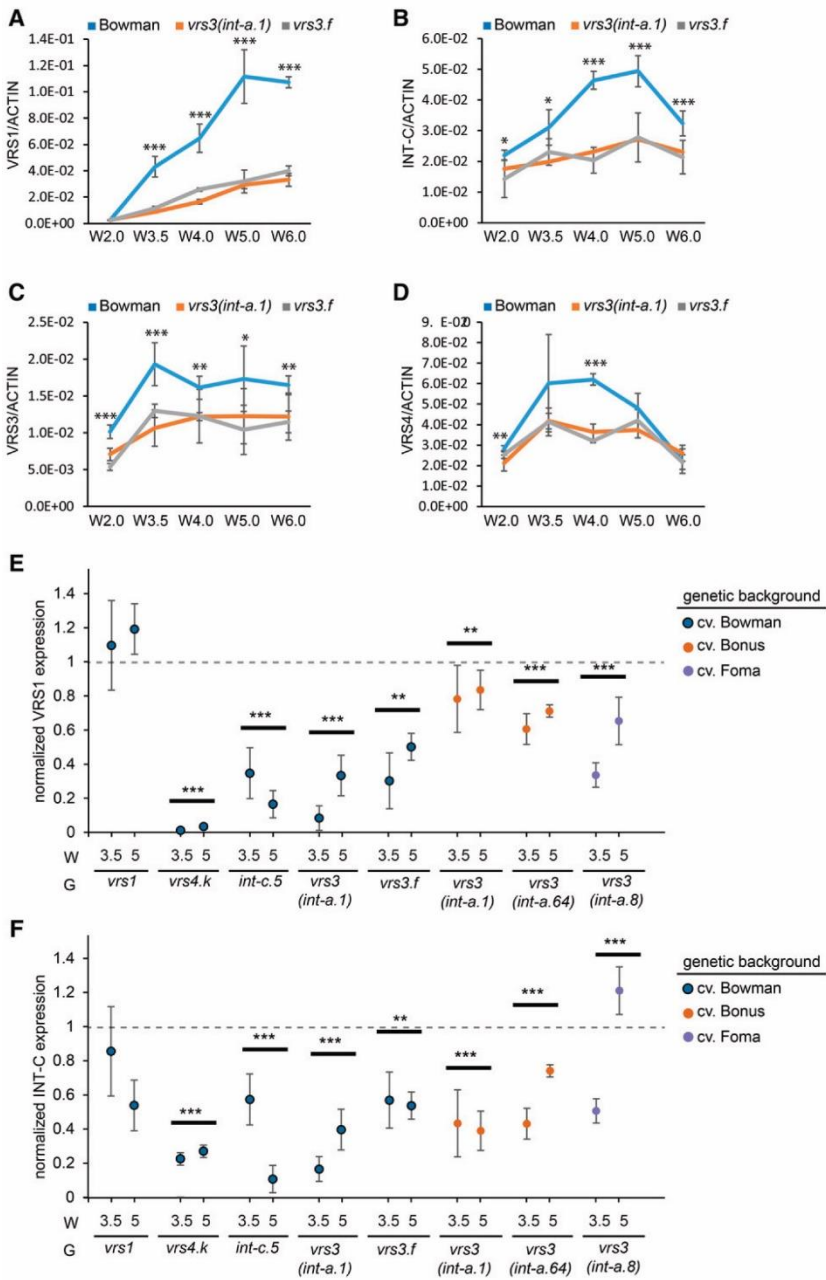 A
Bowman vrs3(int-a.1) vrs3.f
VRS1/ACTIN
1.4E-01
1.2E-01
1.E-01
8.0E-02
6.0E-02
4.0E-02
2.0E-02
0.0E+00
*** *** *** ***
W2.0 W3.5 W4.0 W5.0 W6.0
B
Bowman vrs3(int-a.1) vrs3.f
INT-C/ACTIN
6.0E-02
5.0E-02
4.0E-02
3.0E-02
2.0E-02
1.0E-02
0.0E+00
* * *** *** ***
W2.0 W3.5 W4.0 W5.0 W6.0
C
Bowman vrs3(int-a.1) vrs3.f
VRS3/ACTIN
2.5E-02
2.0E-02
1.5E-02
1.0E-02
5.0E-03
0.0E+00
*** *** ** * **
W2.0 W3.5 W4.0 W5.0 W6.0
D
Bowman vrs3(int-a.1) vrs3.f
VRS4/ACTIN
9. E-02
8.0E-02
7.0E-02
6.0E-02
5.0E-02
4.0E-02
3.0E-02
2.0E-02
1.0E-02
0.0E+00
** ***
W2.0 W3.5 W4.0 W5.0 W6.0
E
normalized VRS1 expression
1.4
1.2
1
0.8
0.6
0.4
0.2
0
*** *** *** ** ** *** ***
W 3.5 5 3.5 5 3.5 5 3.5 5 3.5 5 3.5 5 3.5 5 3.5 5
G vrs1 vrs4.k int-c.5 vrs3 (int-a.1) vrs3.f vrs3 (int-a.1) vrs3 (int-a.64) vrs3 (int-a.8)
genetic background
cv. Bowman
cv. Bonus
cv. Foma
F
normalized INT-C expression
1.4
1.2
1
0.8
0.6
0.4
0.2
0
*** *** *** ** *** *** ***
W 3.5 5 3.5 5 3.5 5 3.5 5 3.5 5 3.5 5 3.5 5 3.5 5
G vrs1 vrs4.k int-c.5 vrs3 (int-a.1) vrs3.f vrs3 (int-a.1) vrs3 (int-a.64) vrs3 (int-a.8)
genetic background
cv. Bowman
cv. Bonus
cv. Foma